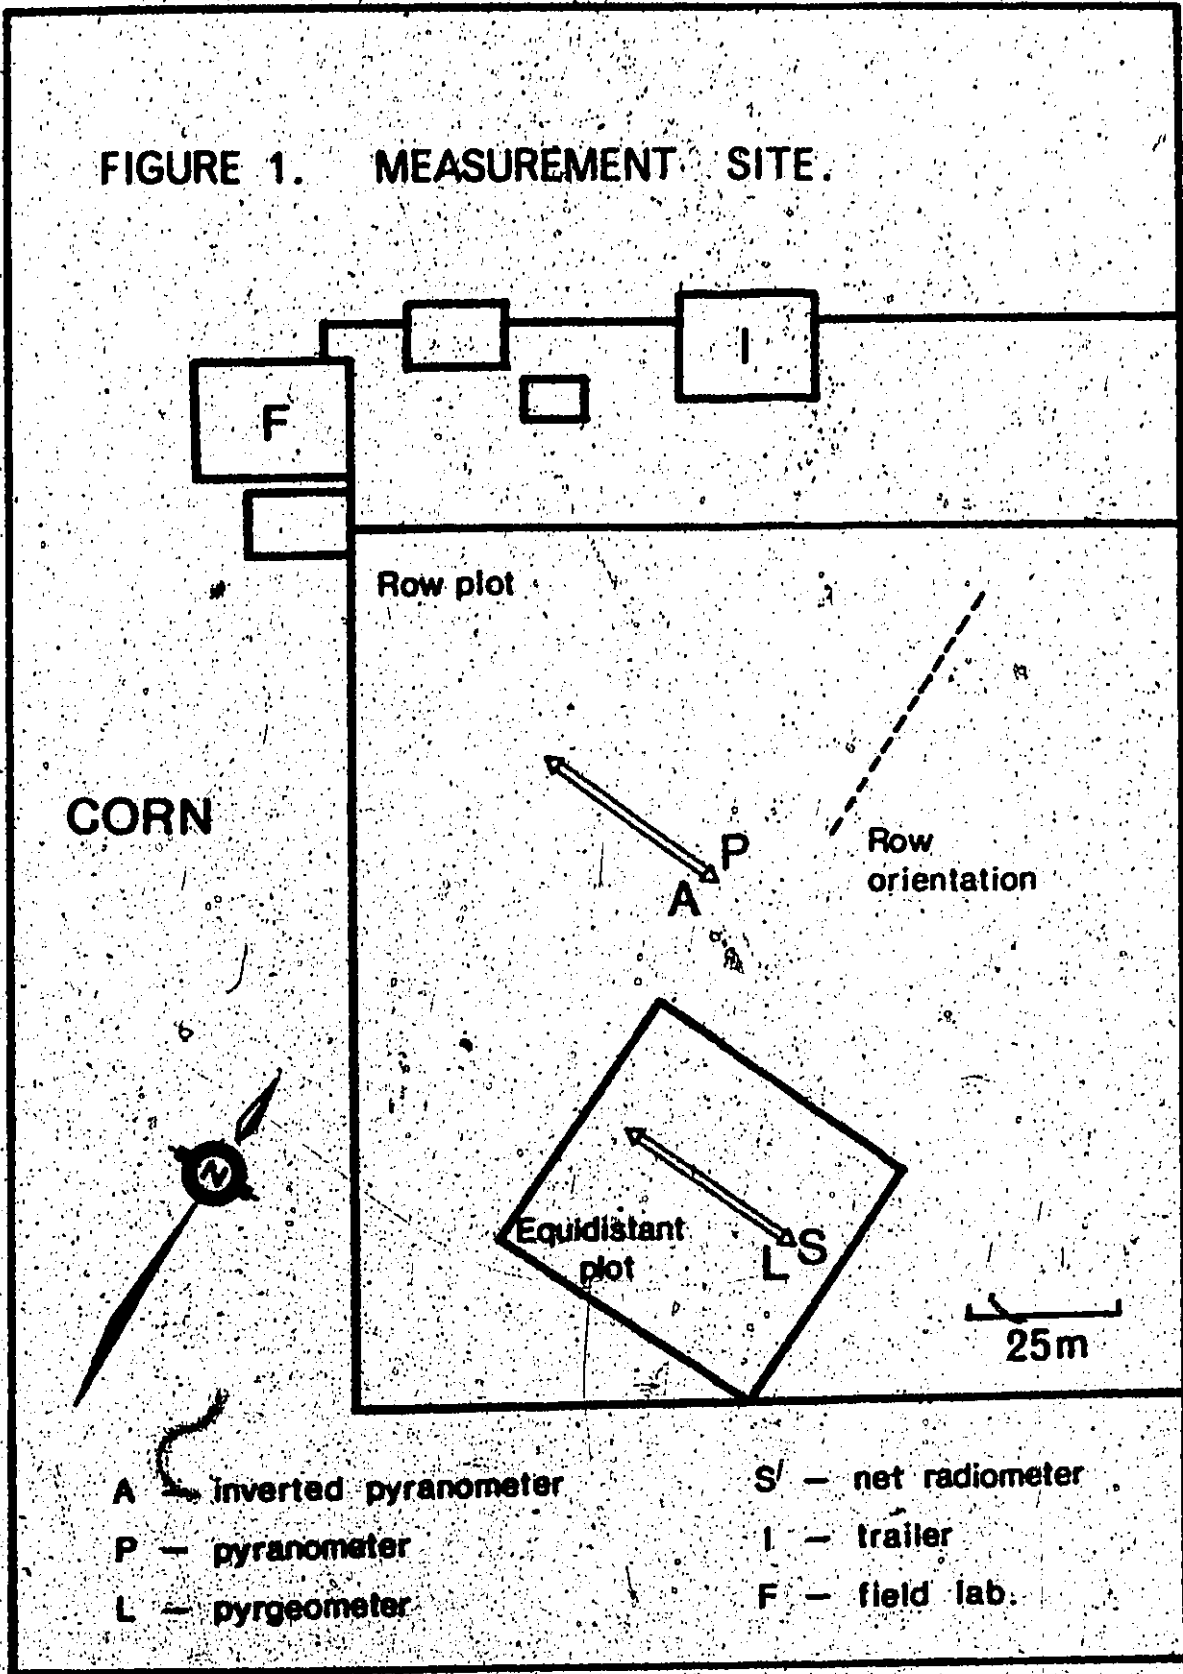 FIGURE 1. MEASUREMENT SITE.
I
F
Row plot
CORN
P
A
Row
orientation
N
Equidistant
plot
L S
25m
A — inverted pyranometer
P — pyranometer
L — pyrgeometer
S — net radiometer
I — trailer
F — field lab.